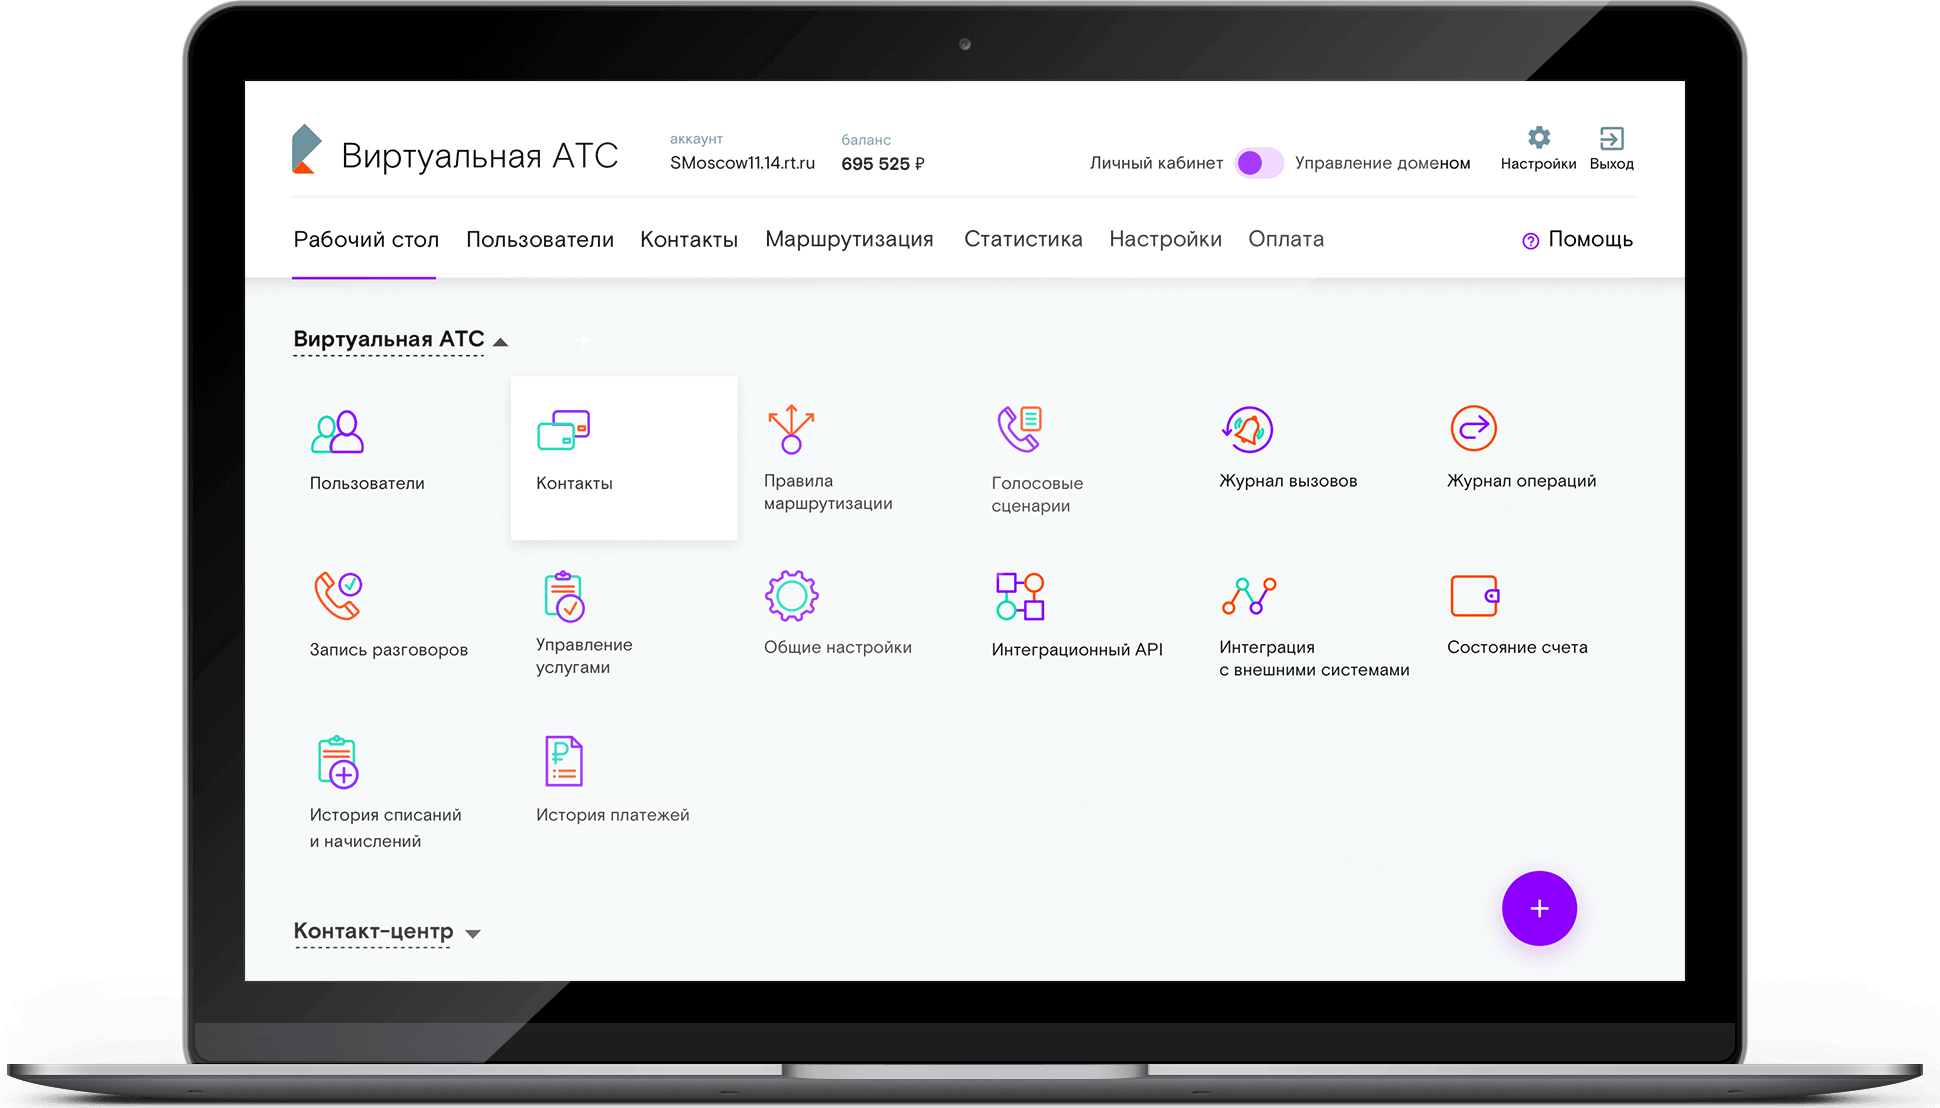 Виртуальная АТС
аккаунт
SMoscow11.14.rt.ru
баланс
695 525 ₽
Личный кабинет
Управление доменом
Настройки
Выход
Рабочий стол
Пользователи
Контакты
Маршрутизация
Статистика
Настройки
Оплата
Помощь
Виртуальная АТС
Пользователи
Контакты
Правила
маршрутизации
Голосовые
сценарии
Журнал вызовов
Журнал операций
Запись разговоров
Управление
услугами
Общие настройки
Интеграционный API
Интеграция
с внешними системами
Состояние счета
История списаний
и начислений
История платежей
Контакт-центр